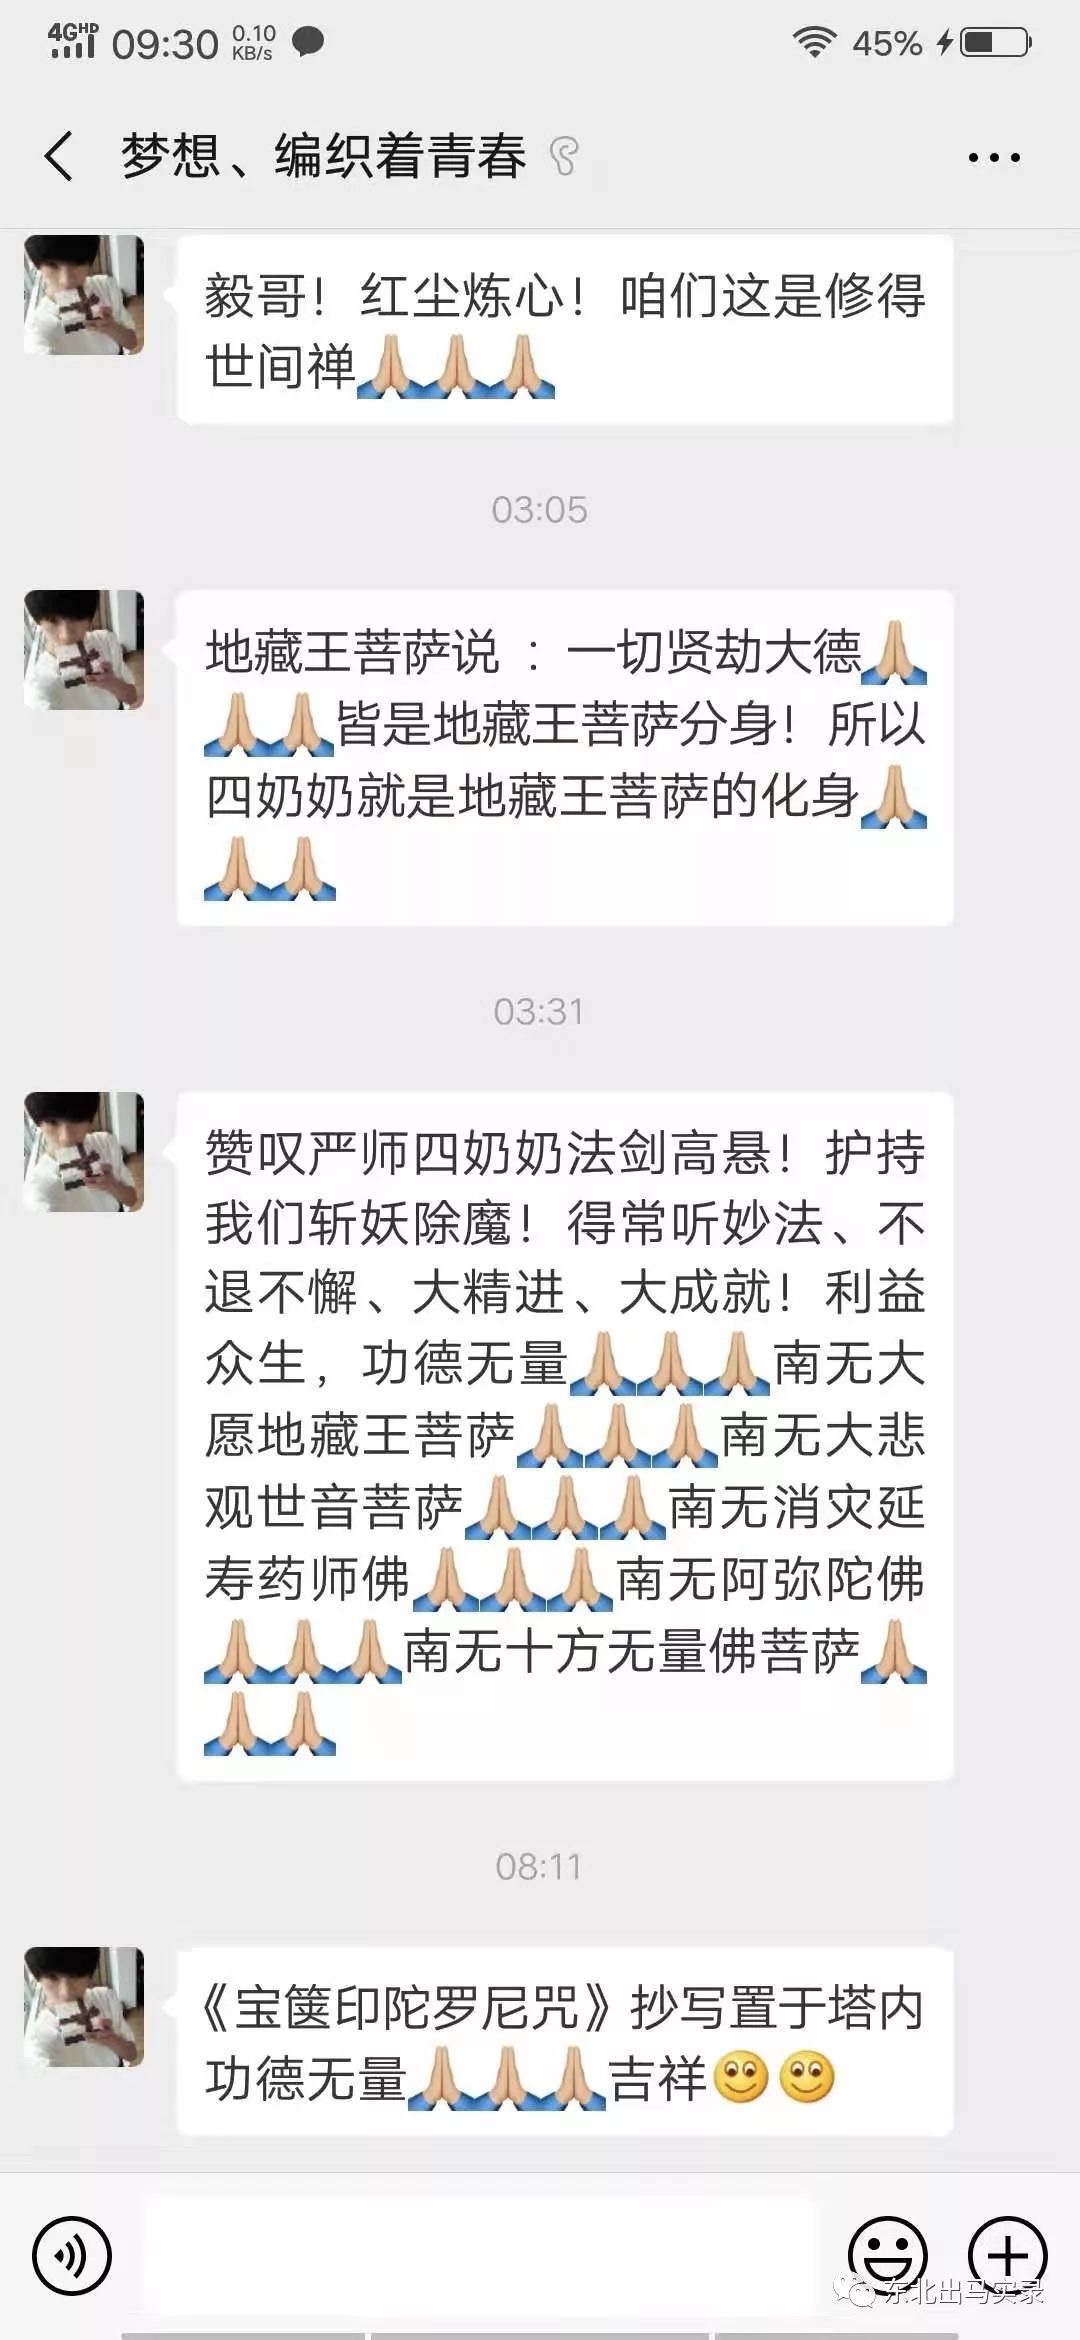 4G HD 09:30 0.10 KB/s 45%
梦想、编织着青春
毅哥！红尘炼心！咱们这是修得
世间禅🙏🙏🙏
03:05
地藏王菩萨说 ：一切贤劫大德🙏
🙏🙏皆是地藏王菩萨分身！所以
四奶奶就是地藏王菩萨的化身🙏
🙏🙏
03:31
赞叹严师四奶奶法剑高悬！护持
我们斩妖除魔！得常听妙法、不
退不懈、大精进、大成就！利益
众生，功德无量🙏🙏🙏南无大
愿地藏王菩萨🙏🙏🙏南无大悲
观世音菩萨🙏🙏🙏南无消灾延
寿药师佛🙏🙏🙏南无阿弥陀佛
🙏🙏🙏南无十方无量佛菩萨🙏
🙏🙏
08:11
《宝箧印陀罗尼咒》抄写置于塔内
功德无量🙏🙏🙏吉祥🙂🙂
东北出马实录